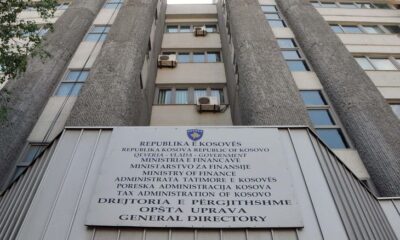 REPUBLIKA E KOSOVËS
REPUBLIKA KOSOVA REPUBLIC OF KOSOVO
QEVERIA - VLADA - GOVERNMENT
MINISTRIA E FINANCAVE
MINISTARSTVO ZA FINANSIJE
MINISTRY OF FINANCE
ADMINISTRATA TATIMORE E KOSOVËS
PORESKA ADMINISTRACIJA KOSOVA
TAX ADMINISTRATION OF KOSOVO
DREJTORIA E PËRGJITHSHME
OPŠTA UPRAVA
GENERAL DIRECTORY